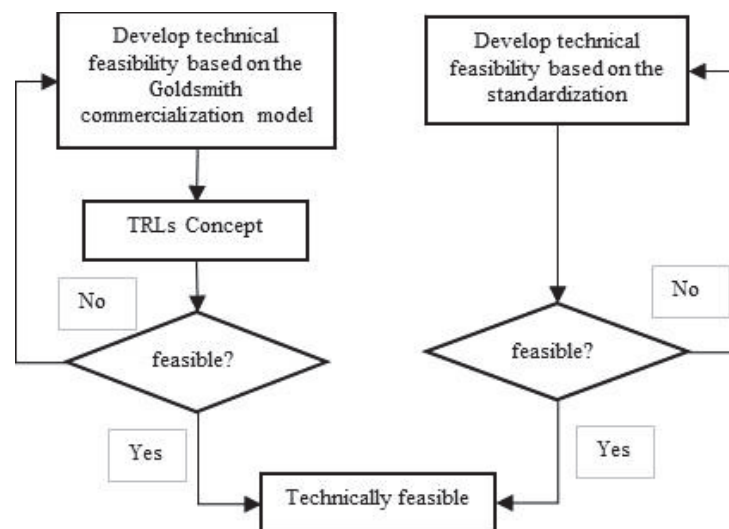 Develop technical
feasibility based on the
Goldsmith
commercialization model
TRLs Concept
No
feasible?
Yes
Develop technical
feasibility based on the
standardization
No
feasible?
Yes
Technically feasible